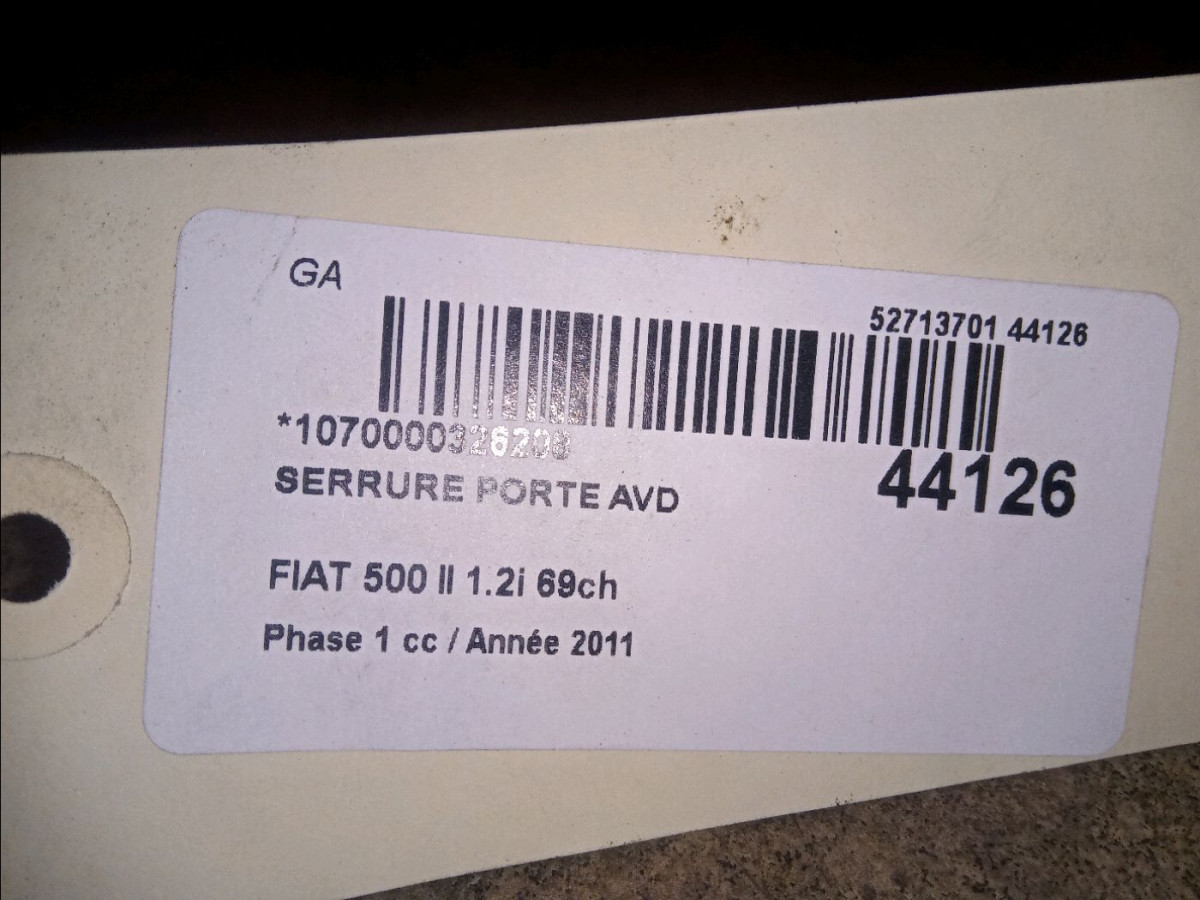 GA
52713701 44126
*1070000326208
44126
SERRURE PORTE AVD
FIAT 500 II 1.2i 69ch
Phase 1 cc / Année 2011